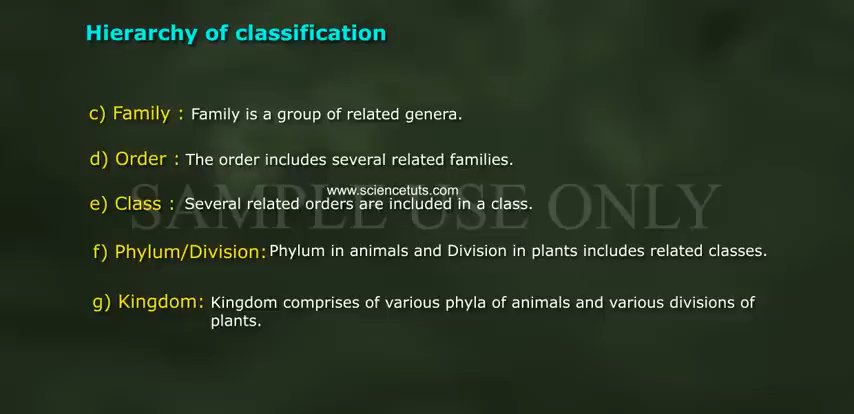 Hierarchy of classification
c) Family : Family is a group of related genera.
d) Order : The order includes several related families.
www.sciencetuts.com
SAMPLE USE ONLY
e) Class : Several related orders are included in a class.
f) Phylum/Division: Phylum in animals and Division in plants includes related classes.
g) Kingdom: Kingdom comprises of various phyla of animals and various divisions of
plants.